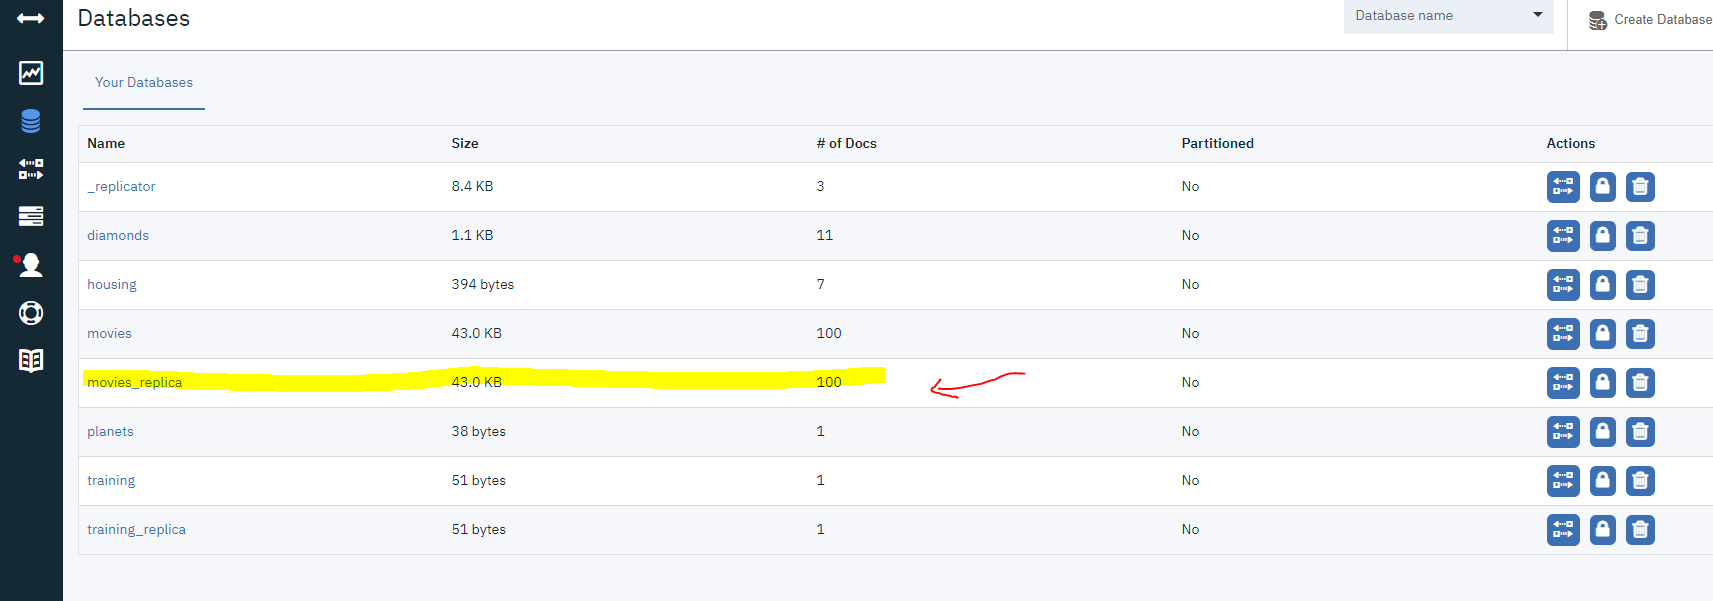 Databases
Database name
Create Database
Your Databases
Name Size # of Docs Partitioned Actions
_replicator 8.4 KB 3 No
diamonds 1.1 KB 11 No
housing 394 bytes 7 No
movies 43.0 KB 100 No
movies_replica 43.0 KB 100 No
planets 38 bytes 1 No
training 51 bytes 1 No
training_replica 51 bytes 1 No